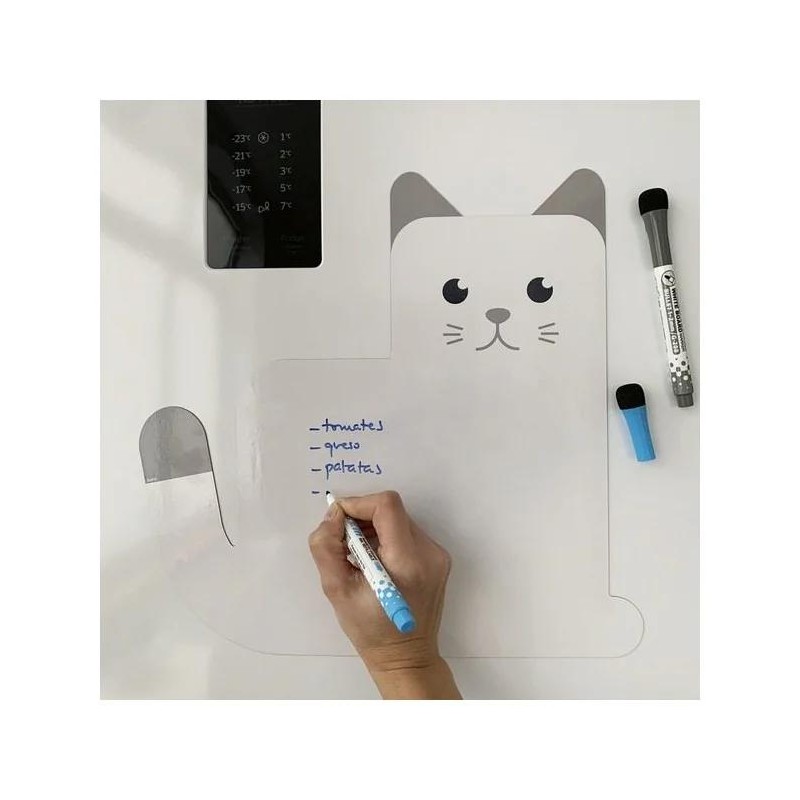 -23℃ 1℃
-21℃ 2℃
-19℃ 3℃
-17℃ 5℃
-15℃ 7℃
- tomates
- queso
- patatas
-
WHITE BOARD